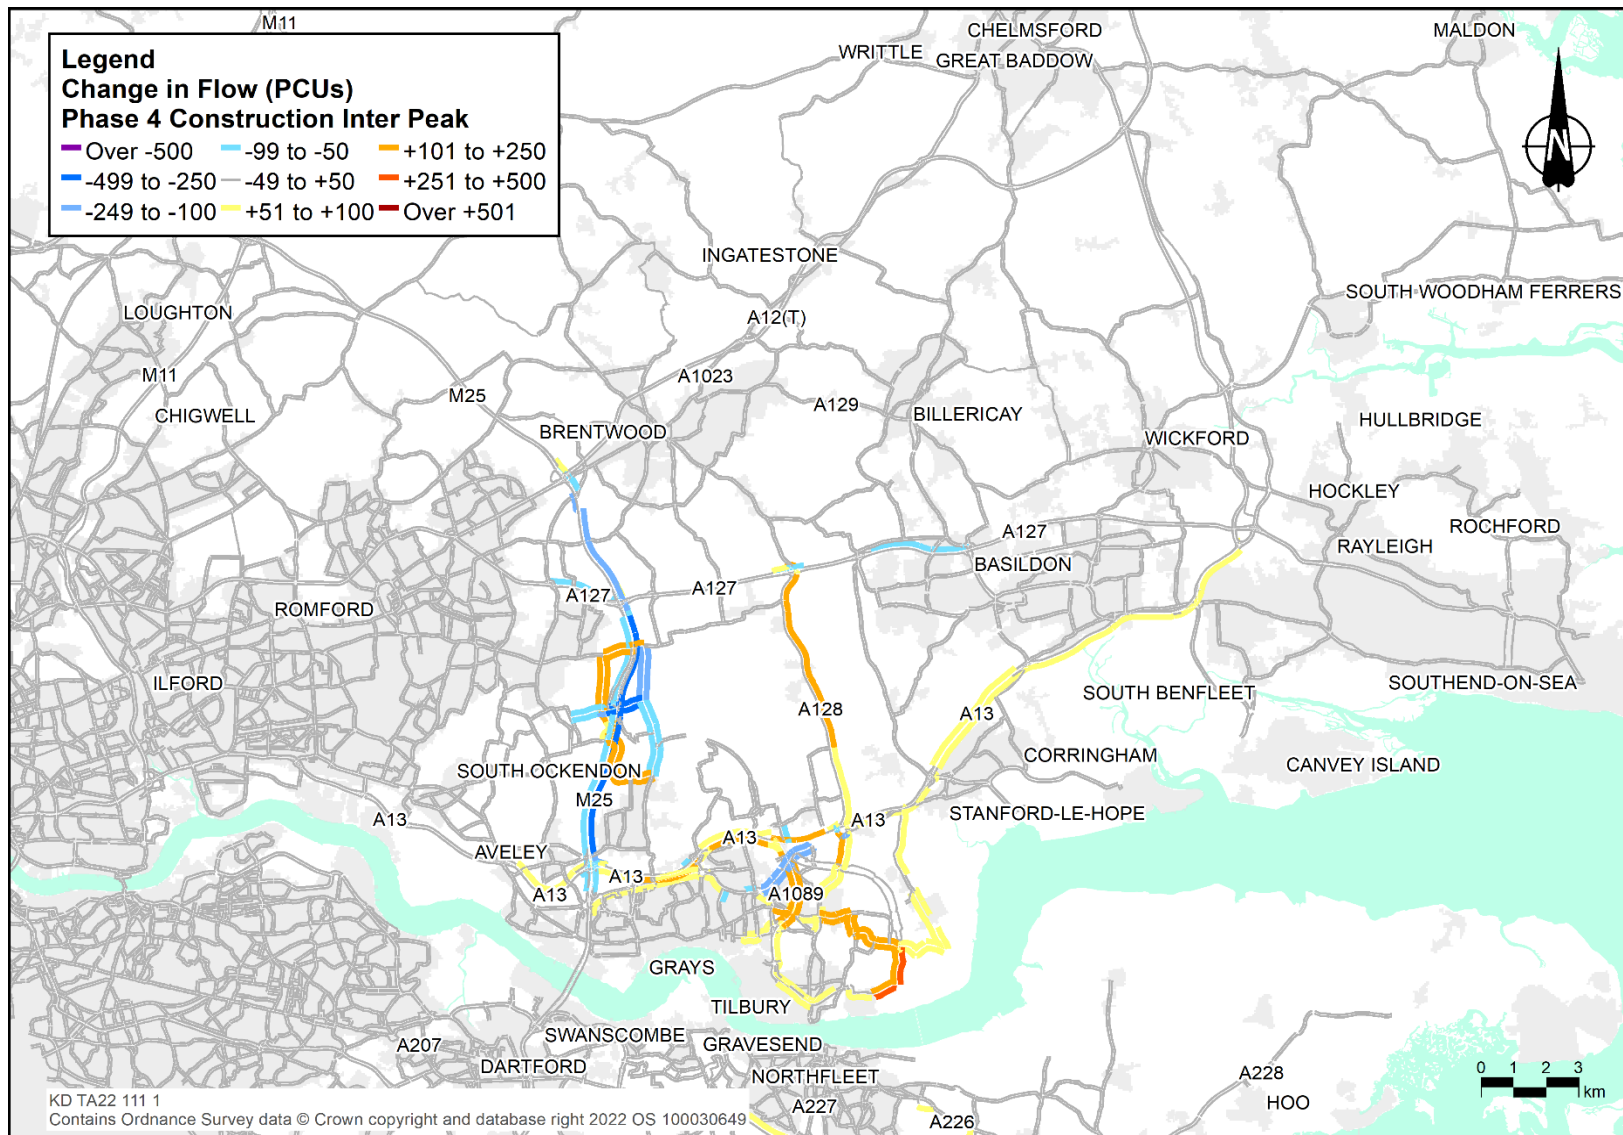 M11
CHELMSFORD
MALDON
WRITTLE
GREAT BADDOW
Legend
Change in Flow (PCUs)
Phase 4 Construction Inter Peak
Over -500 -99 to -50 +101 to +250
-499 to -250 -49 to +50 +251 to +500
-249 to -100 +51 to +100 Over +501
N
INGATESTONE
SOUTH WOODHAM FERRERS
LOUGHTON
A12(T)
M11
A1023
M25
A129
CHIGWELL
BILLERICAY
HULLBRIDGE
BRENTWOOD
WICKFORD
HOCKLEY
ROCHFORD
A127
RAYLEIGH
BASILDON
A127
A127
ROMFORD
ILFORD
SOUTH BENFLEET
SOUTHEND-ON-SEA
A128
A13
CORRINGHAM
CANVEY ISLAND
SOUTH OCKENDON
M25
STANFORD-LE-HOPE
A13
A13
A13
AVELEY
A13
A13
A1089
GRAYS
TILBURY
SWANSCOMBE
A207
GRAVESEND
DARTFORD
NORTHFLEET
A228
HOO
A227
A226
0 1 2 3
km
KD TA22 111 1
Contains Ordnance Survey data © Crown copyright and database right 2022 OS 100030649